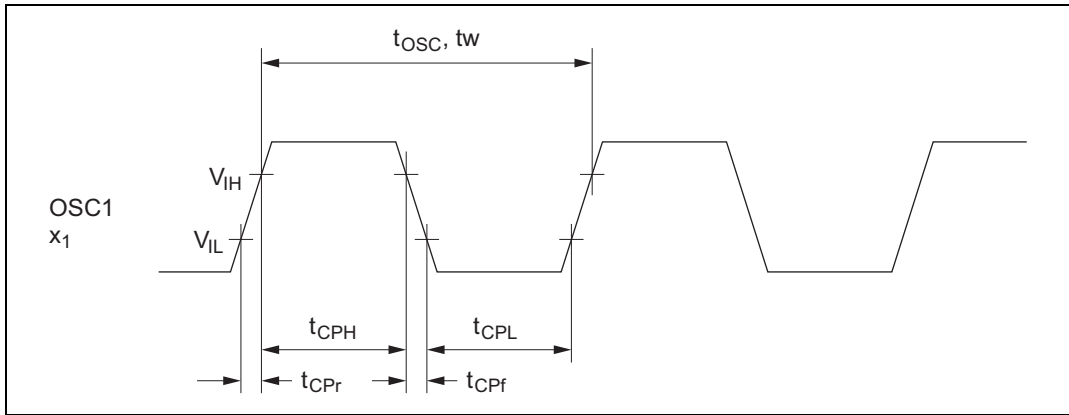 tOSC, tw
VIH
OSC1
x1
VIL
tCPH
tCPL
tCPr
tCPf